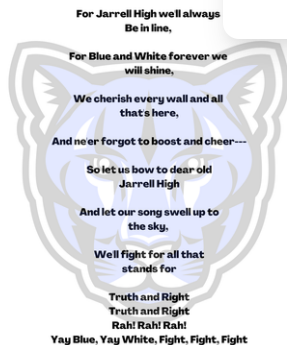 For Jarrell High we'll always
Be in line,
For Blue and White forever we
will shine,
We cherish every wall and all
that's here,
And ne'er forgot to boost and cheer---
So let us bow to dear old
Jarrell High
And let our song swell up to
the sky,
We'll fight for all that
stands for
Truth and Right
Truth and Right
Rah! Rah! Rah!
Yay Blue, Yay White, Fight, Fight, Fight